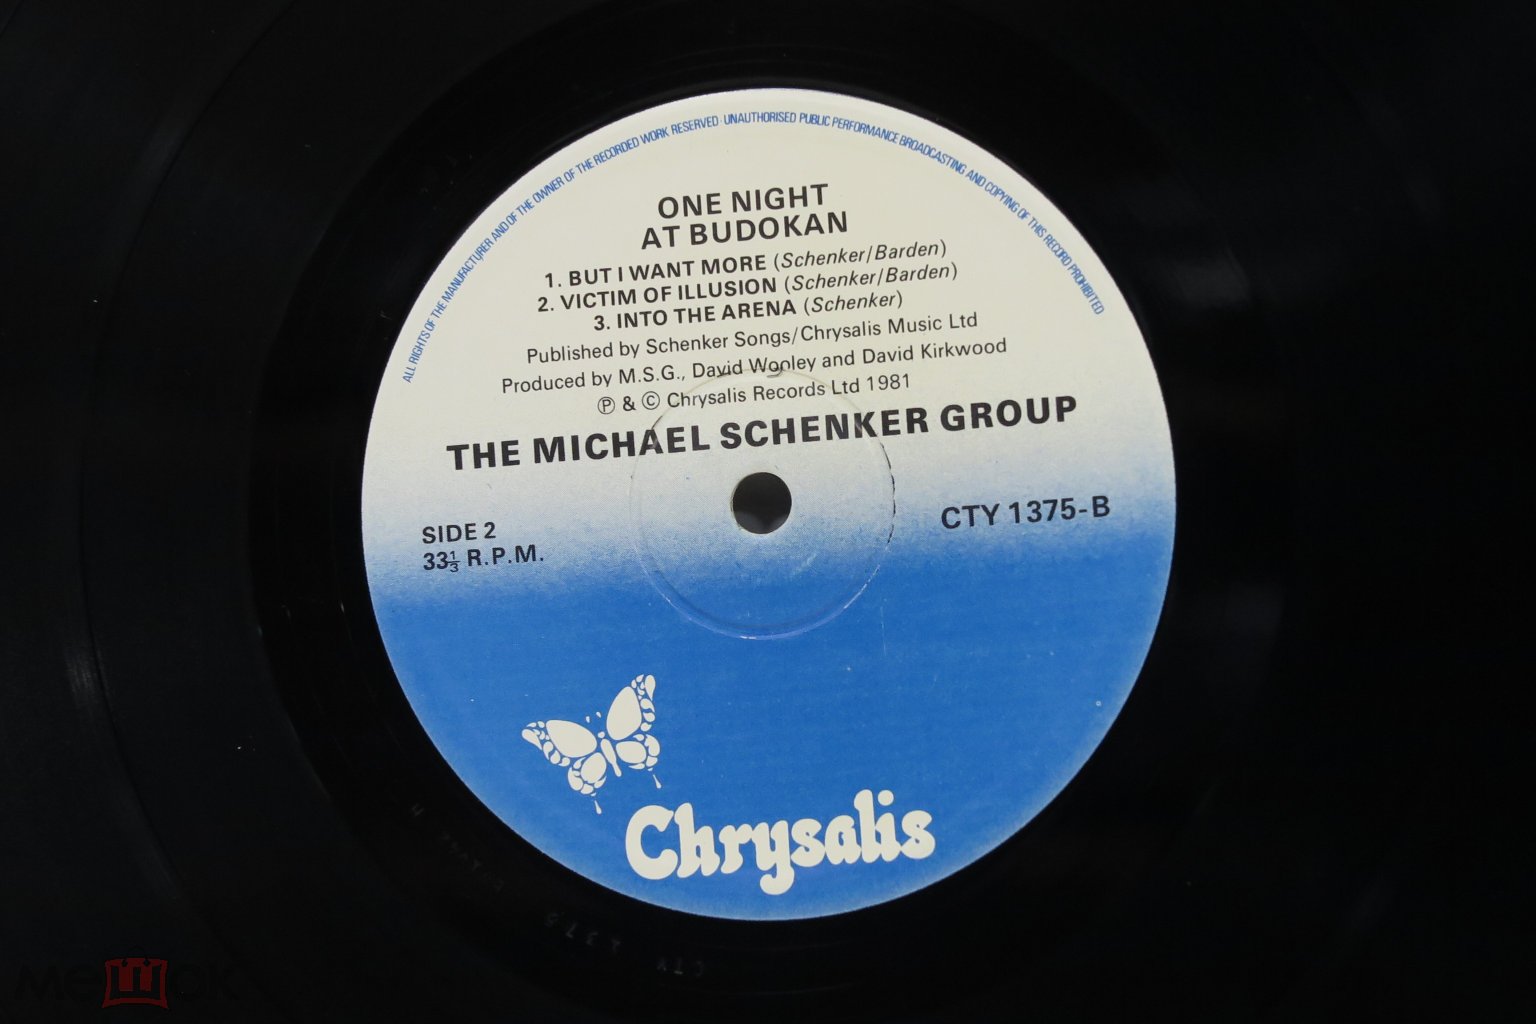 ALL RIGHTS OF THE MANUFACTURER AND OF THE OWNER OF THE RECORDED WORK RESERVED · UNAUTHORISED PUBLIC PERFORMANCE BROADCASTING AND COPYING OF THIS RECORD PROHIBITED
ONE NIGHT
AT BUDOKAN
1. BUT I WANT MORE (Schenker/Barden)
2. VICTIM OF ILLUSION (Schenker/Barden)
3. INTO THE ARENA (Schenker)
Published by Schenker Songs/Chrysalis Music Ltd
Produced by M.S.G., David Wooley and David Kirkwood
℗ & © Chrysalis Records Ltd 1981
THE MICHAEL SCHENKER GROUP
SIDE 2
33⅓ R.P.M.
CTY 1375-B
Chrysalis
мешок